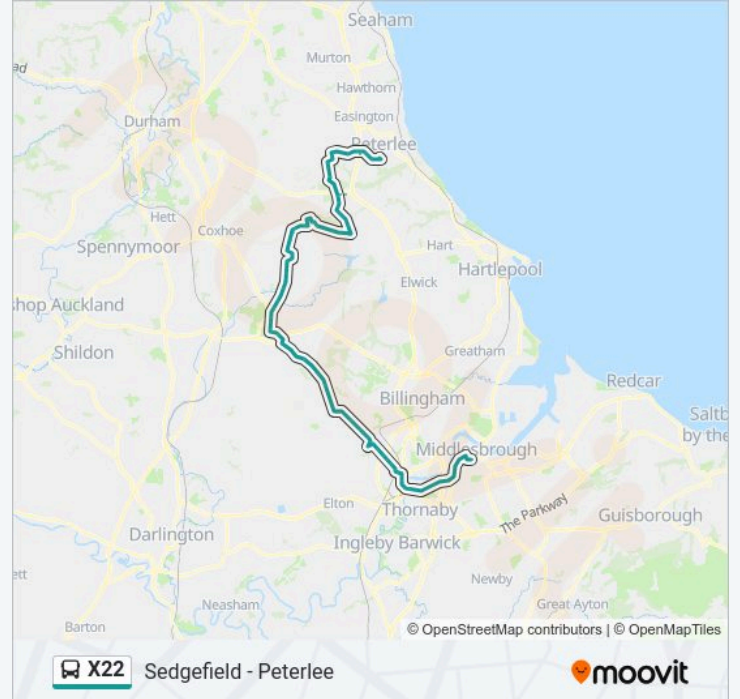 Seaham
Murton
ad
Hawthorn
Durham
Easington
Peterlee
Hett
Coxhoe
Spennymoor
Hart
Hartlepool
Elwick
shop Auckland
Shildon
Greatham
Redcar
Billingham
Saltb
by the
Middlesbrough
Elton
Thornaby
The Parkway
Guisborough
Darlington
Ingleby Barwick
ett
Newby
Neasham
Great Ayton
Barton
© OpenStreetMap contributors | © OpenMapTiles
X22 Sedgefield - Peterlee
moovit